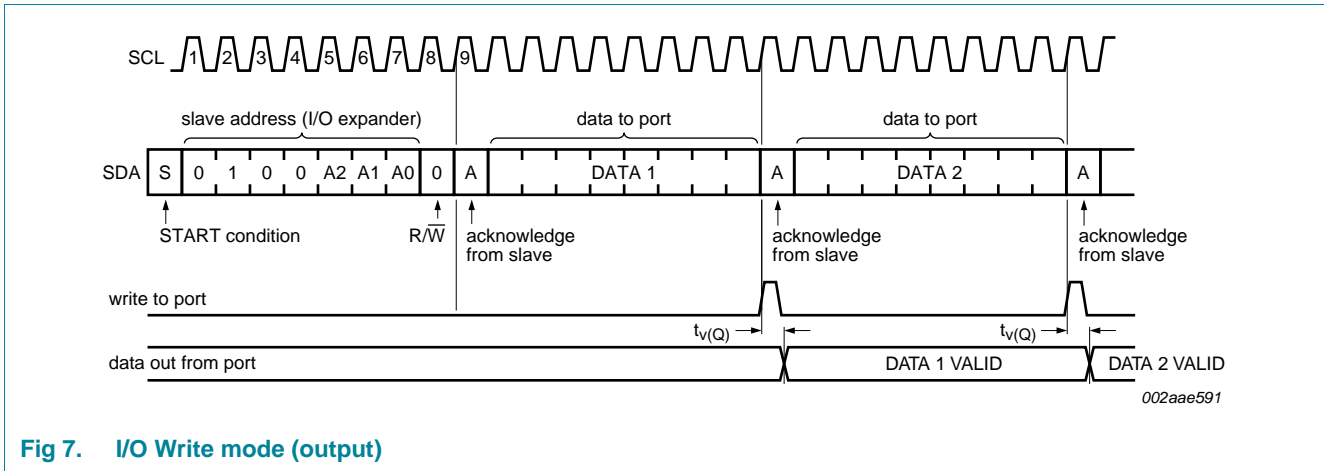 SCL 1 2 3 4 5 6 7 8 9
slave address (I/O expander) data to port data to port
SDA S 0 1 0 0 A2 A1 A0 0 A DATA 1 A DATA 2 A
START condition R/W̅ acknowledge from slave acknowledge from slave acknowledge from slave
write to port
tv(Q) tv(Q)
data out from port DATA 1 VALID DATA 2 VALID
002aae591
Fig 7. I/O Write mode (output)